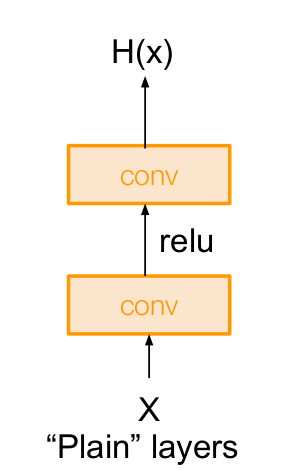 H(x)
conv
relu
conv
X
“Plain” layers